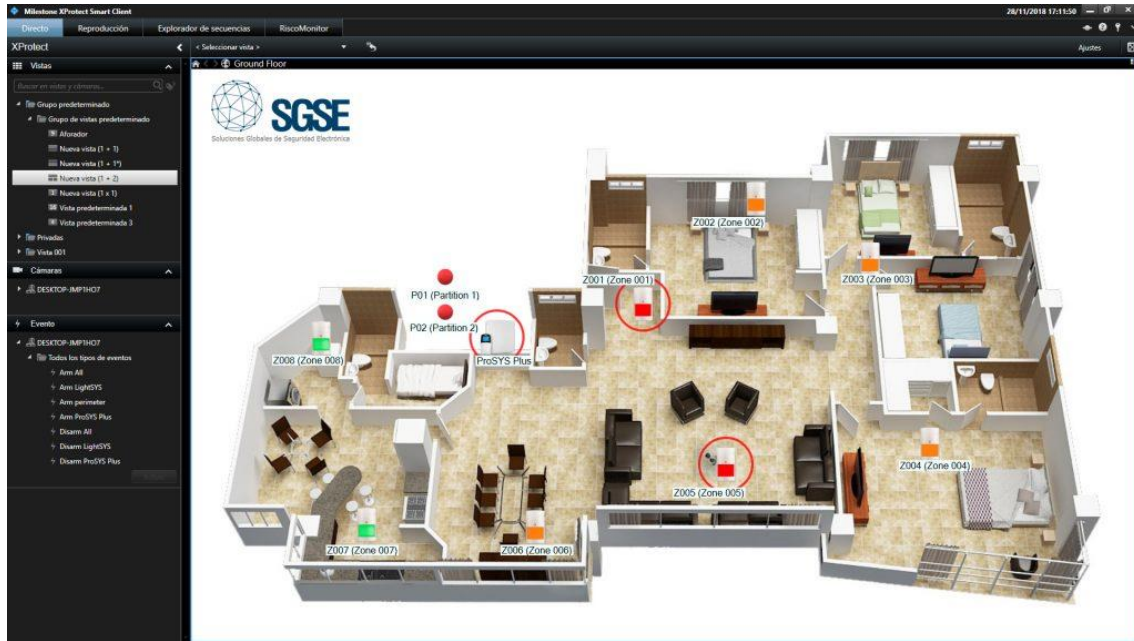 Milestone XProtect Smart Client
28/11/2018 17:11:50
Directo
Reproducción
Explorador de secuencias
RiscoMonitor
XProtect
< Seleccionar vista >
Ajustes
Vistas
Ground Floor
Buscar en vistas y cámaras...
Grupo predeterminado
Grupo de vistas predeterminado
Aforador
Nueva vista (1 + 1)
Nueva vista (1 + 1*)
Nueva vista (1 + 2)
Nueva vista (1 x 1)
Vista predeterminada 1
Vista predeterminada 3
Privadas
Vista 001
Cámaras
DESKTOP-JMP1HO7
Evento
DESKTOP-JMP1HO7
Todos los tipos de eventos
Arm All
Arm LightSYS
Arm perimeter
Arm ProSYS Plus
Disarm All
Disarm LightSYS
Disarm ProSYS Plus
SGSE
Soluciones Globales de Seguridad Electrónica
Z002 (Zone 002)
Z001 (Zone 001)
Z003 (Zone 003)
P01 (Partition 1)
P02 (Partition 2)
Z008 (Zone 008)
ProSYS Plus
Z004 (Zone 004)
Z005 (Zone 005)
Z007 (Zone 007)
Z006 (Zone 006)